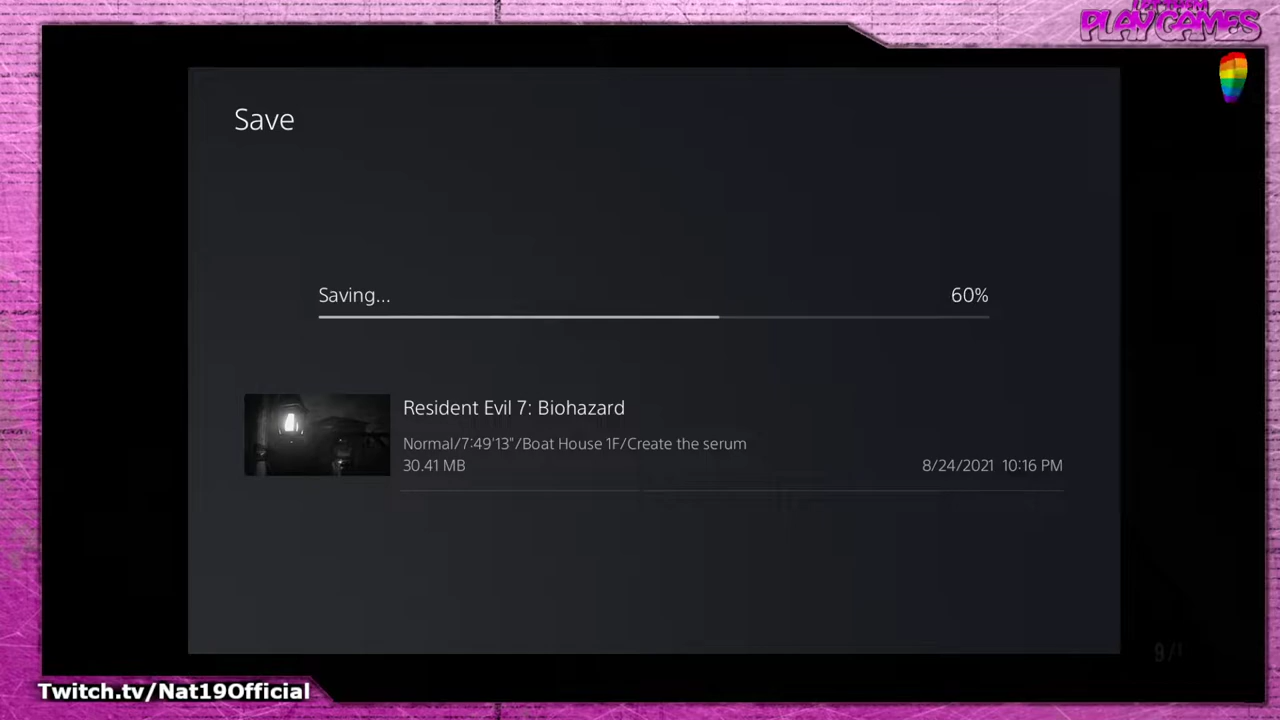 PLAY GAMES
Save
Saving...
60%
Resident Evil 7: Biohazard
Normal/7:49'13"/Boat House 1F/Create the serum
30.41 MB
8/24/2021 10:16 PM
Twitch.tv/Nat19Official